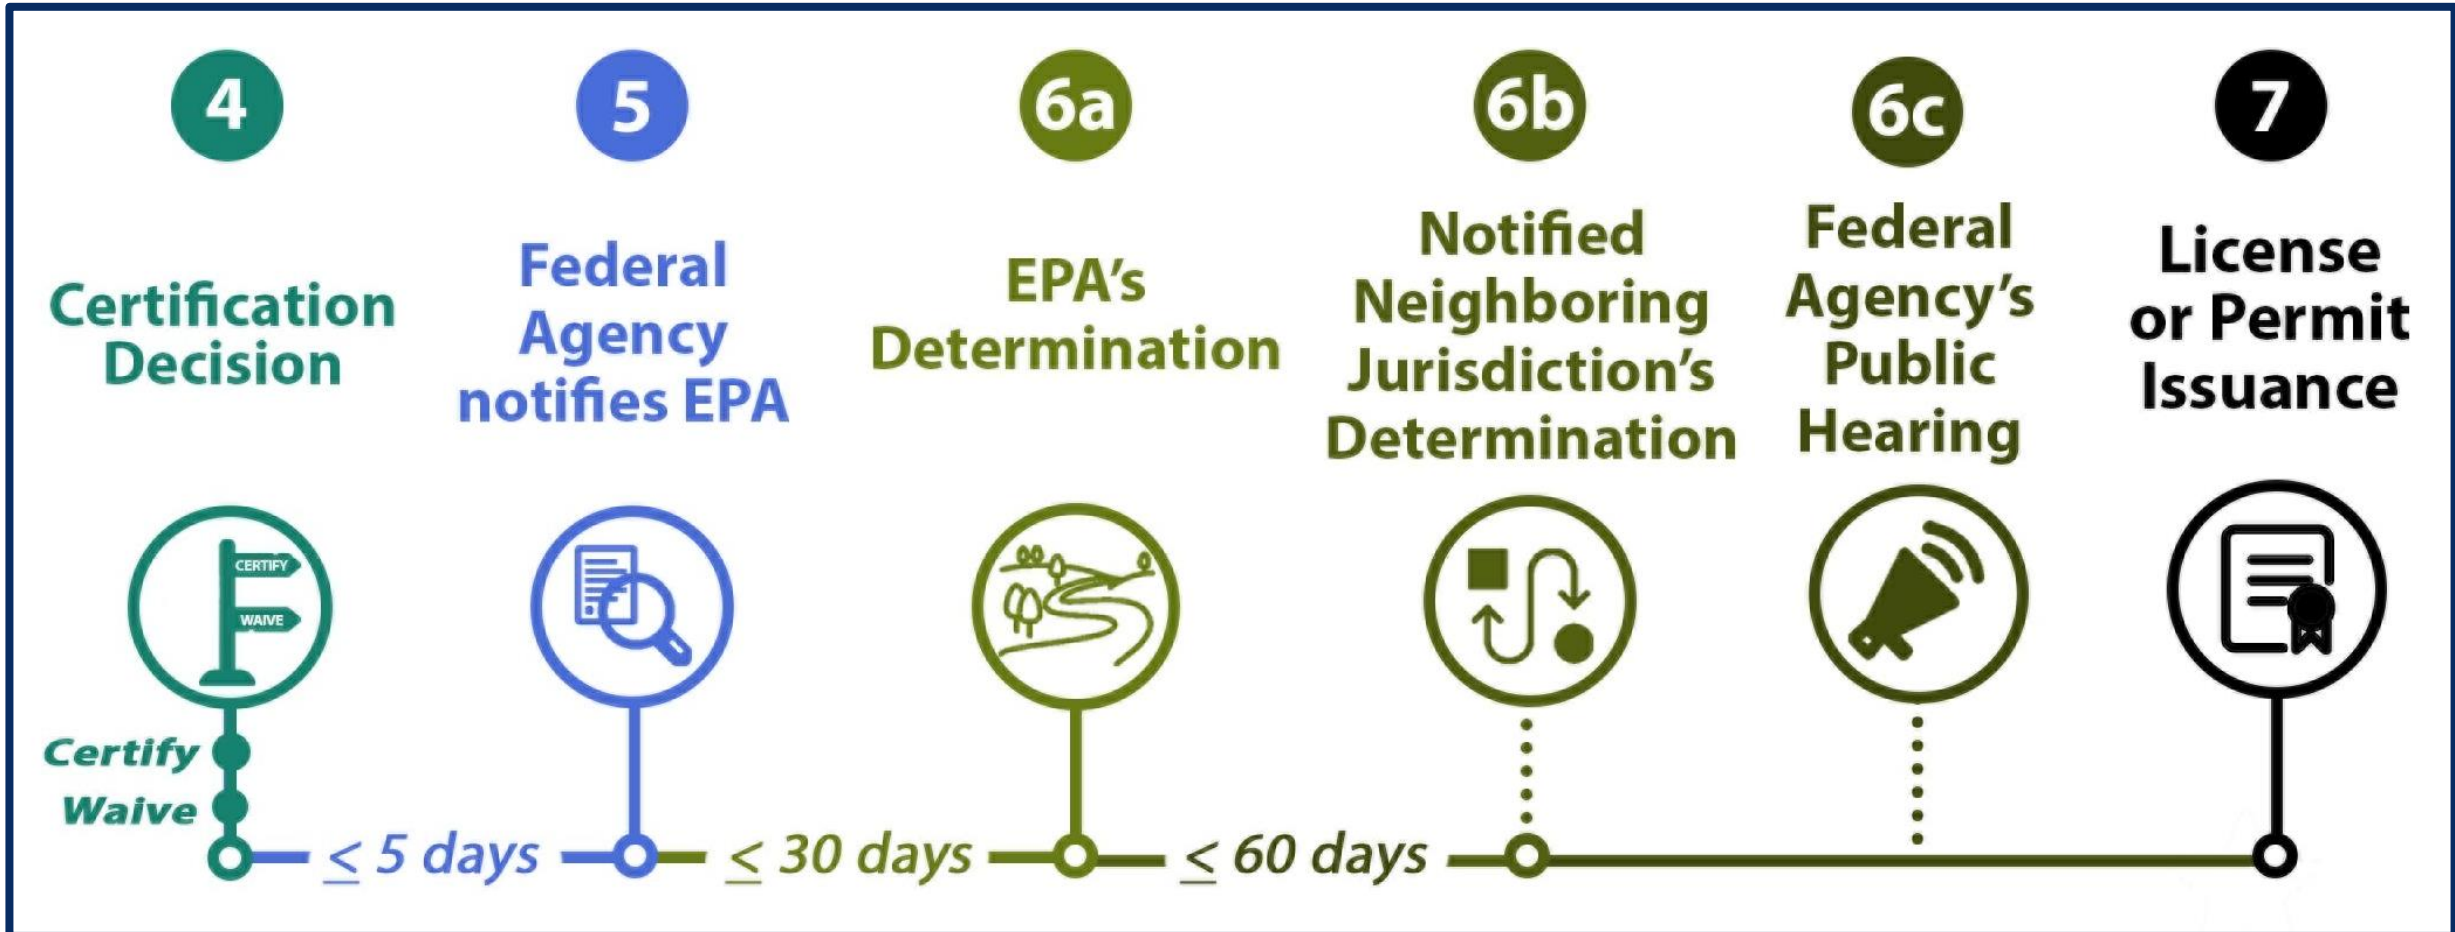 4
Certification
Decision
5
Federal
Agency
notifies EPA
6a
EPA's
Determination
6b
Notified
Neighboring
Jurisdiction's
Determination
6c
Federal
Agency's
Public
Hearing
7
License
or Permit
Issuance
CERTIFY
WAIVE
Certify
Waive
≤ 5 days
≤ 30 days
≤ 60 days